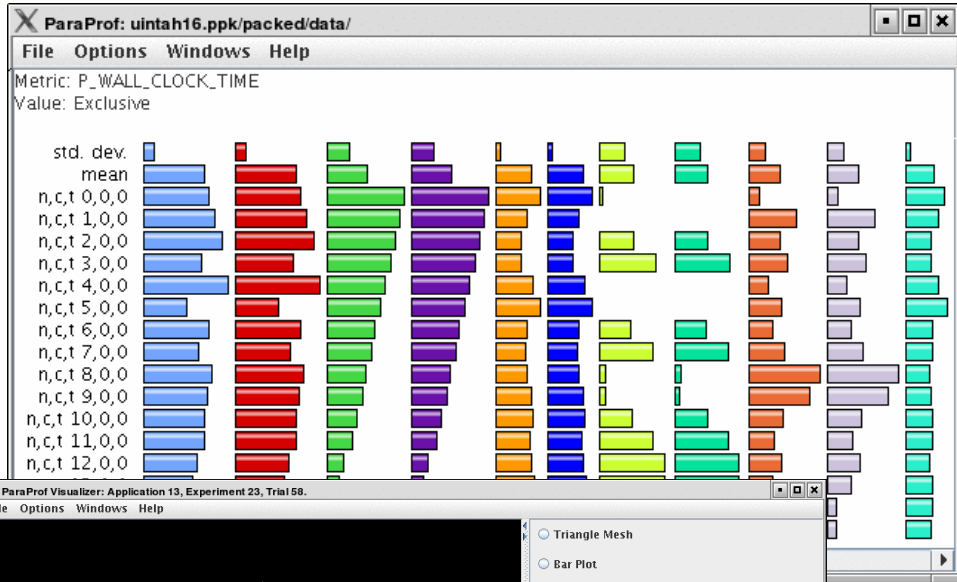 ParaProf: uintah16.ppk/packed/data/
File Options Windows Help
Metric: P_WALL_CLOCK_TIME
Value: Exclusive
std. dev.
mean
n,c,t 0,0,0
n,c,t 1,0,0
n,c,t 2,0,0
n,c,t 3,0,0
n,c,t 4,0,0
n,c,t 5,0,0
n,c,t 6,0,0
n,c,t 7,0,0
n,c,t 8,0,0
n,c,t 9,0,0
n,c,t 10,0,0
n,c,t 11,0,0
n,c,t 12,0,0
ParaProf Visualizer: Application 13, Experiment 23, Trial 58.
Options Windows Help
Triangle Mesh
Bar Plot